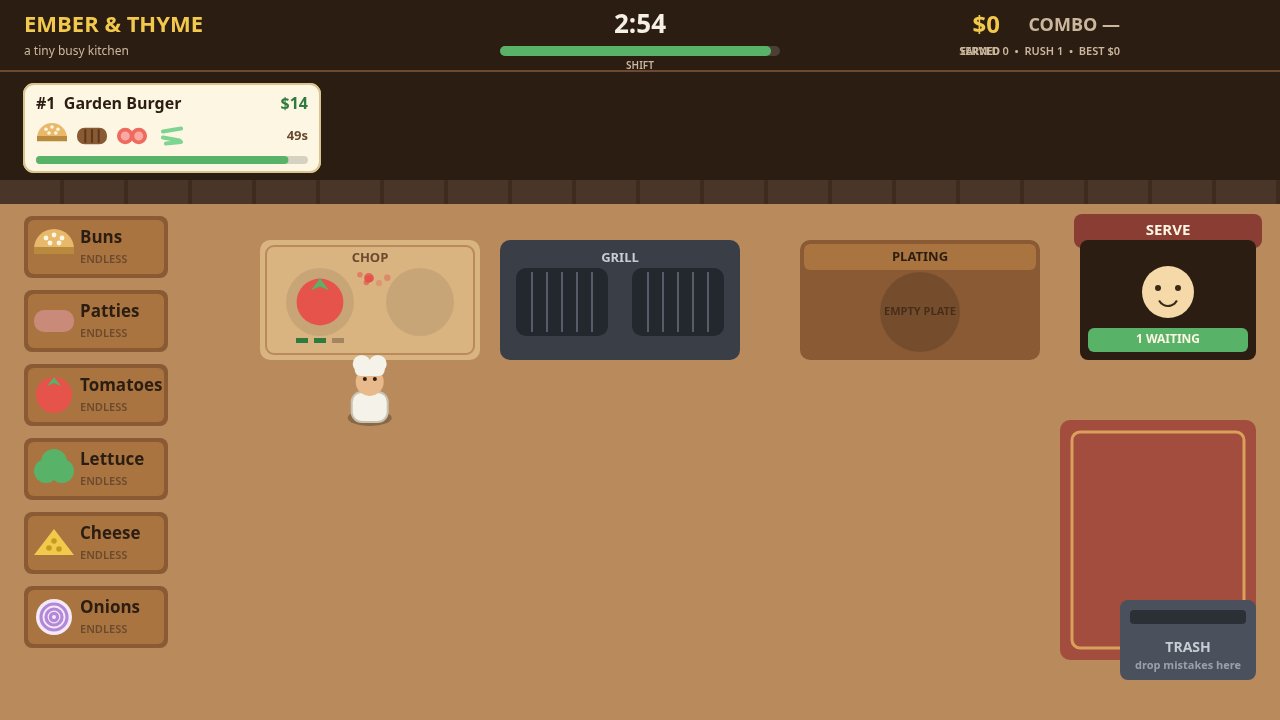 EMBER & THYME
a tiny busy kitchen
2:54
SHIFT
$0
COMBO —
SERVED 0 • RUSH 1 • BEST $0
#1 Garden Burger
$14
49s
Buns
ENDLESS
Patties
ENDLESS
Tomatoes
ENDLESS
Lettuce
ENDLESS
Cheese
ENDLESS
Onions
ENDLESS
CHOP
GRILL
PLATING
EMPTY PLATE
SERVE
1 WAITING
TRASH
drop mistakes here